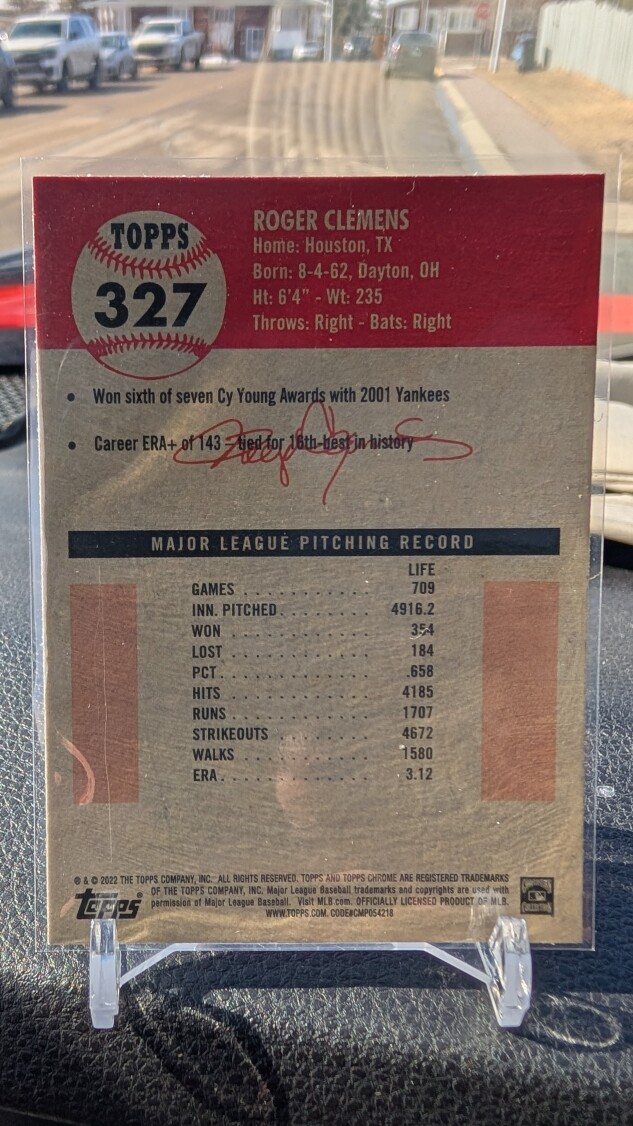 TOPPS
327
ROGER CLEMENS
Home: Houston, TX
Born: 8-4-62, Dayton, OH
Ht: 6'4" - Wt: 235
Throws: Right - Bats: Right
• Won sixth of seven Cy Young Awards with 2001 Yankees
• Career ERA+ of 143 – tied for 16th-best in history
Roger Clemens
MAJOR LEAGUE PITCHING RECORD
LIFE
GAMES . . . . . . . . . . . 709
INN. PITCHED . . . . . . . . 4916.2
WON . . . . . . . . . . . . 354
LOST . . . . . . . . . . . . 184
PCT. . . . . . . . . . . . . .658
HITS . . . . . . . . . . . . 4185
RUNS . . . . . . . . . . . . 1707
STRIKEOUTS . . . . . . . . . 4672
WALKS . . . . . . . . . . . 1580
ERA . . . . . . . . . . . . 3.12
® & © 2022 THE TOPPS COMPANY, INC. ALL RIGHTS RESERVED. TOPPS AND TOPPS CHROME ARE REGISTERED TRADEMARKS
OF THE TOPPS COMPANY, INC. Major League Baseball trademarks and copyrights are used with
permission of Major League Baseball. Visit MLB.com. OFFICIALLY LICENSED PRODUCT OF MLB.
WWW.TOPPS.COM. CODE#CMP054218
topps®